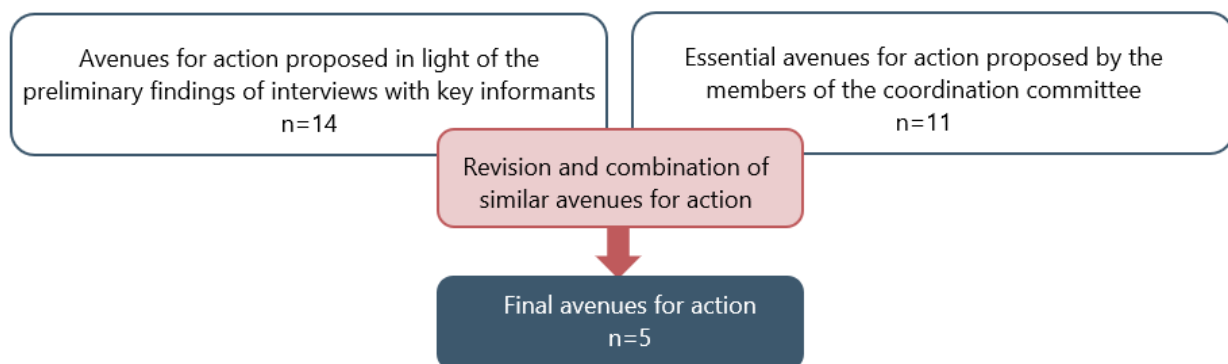 Avenues for action proposed in light of the
preliminary findings of interviews with key informants
n=14
Essential avenues for action proposed by the
members of the coordination committee
n=11
Revision and combination of
similar avenues for action
Final avenues for action
n=5